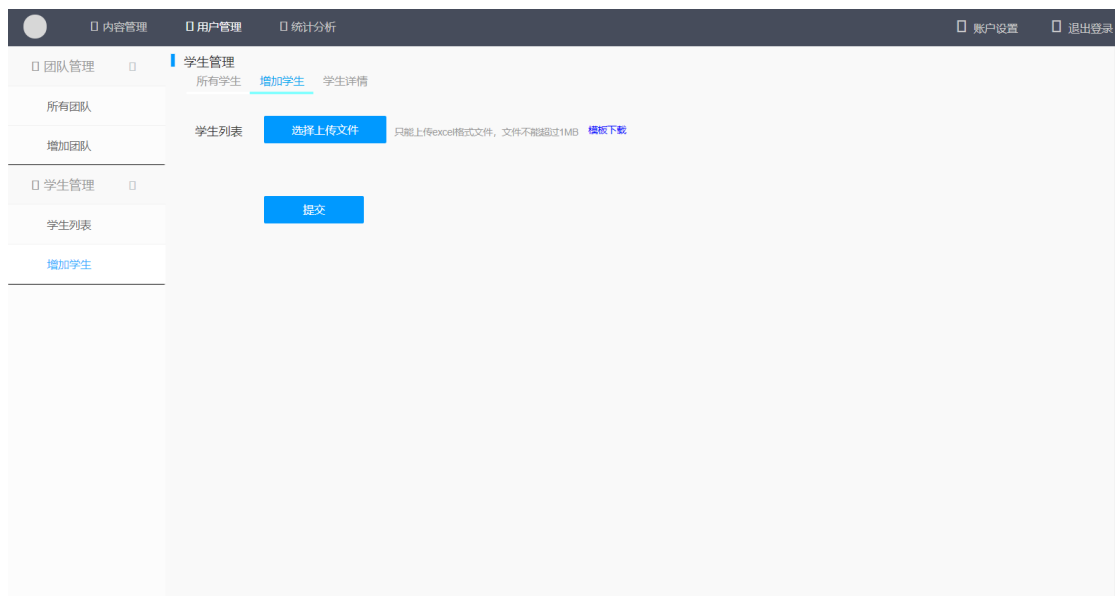 内容管理 用户管理 统计分析 账户设置 退出登录
团队管理
所有团队
增加团队
学生管理
学生列表
增加学生
学生管理
所有学生 增加学生 学生详情
学生列表 选择上传文件 只能上传excel格式文件，文件不能超过1MB 模板下载
提交